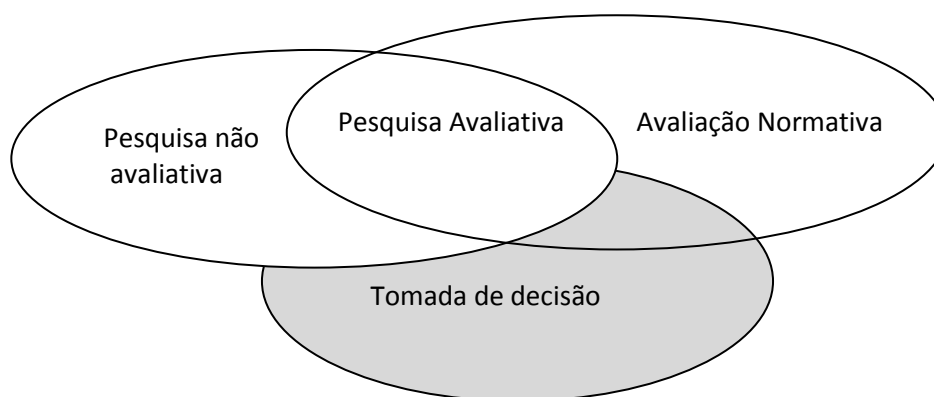 Pesquisa não
avaliativa
Pesquisa Avaliativa
Avaliação Normativa
Tomada de decisão